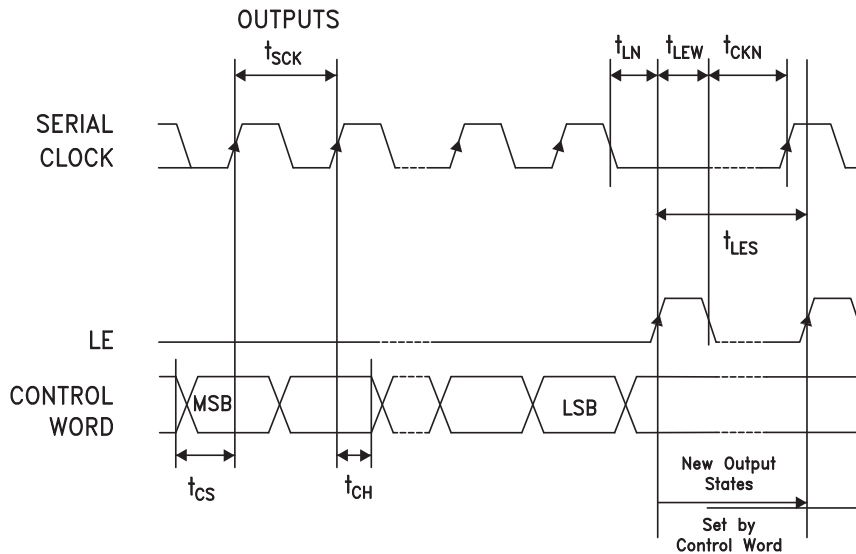 OUTPUTS
tSCK
tLN
tLEW
tCKN
SERIAL
CLOCK
tLES
LE
CONTROL
WORD
MSB
LSB
tCS
tCH
New Output
States
Set by
Control Word